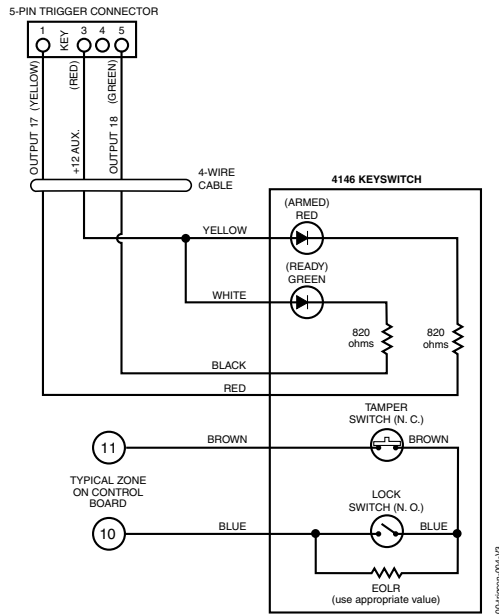 5-PIN TRIGGER CONNECTOR
1 KEY 3 4 5
OUTPUT 17 (YELLOW)
+12 AUX. (RED)
OUTPUT 18 (GREEN)
4-WIRE
CABLE
4146 KEYSWITCH
(ARMED)
RED
YELLOW
(READY)
GREEN
WHITE
820
ohms
820
ohms
BLACK
RED
TAMPER
SWITCH (N. C.)
11
BROWN
BROWN
TYPICAL ZONE
ON CONTROL
BOARD
LOCK
SWITCH (N. O.)
10
BLUE
BLUE
EOLR
(use appropriate value)